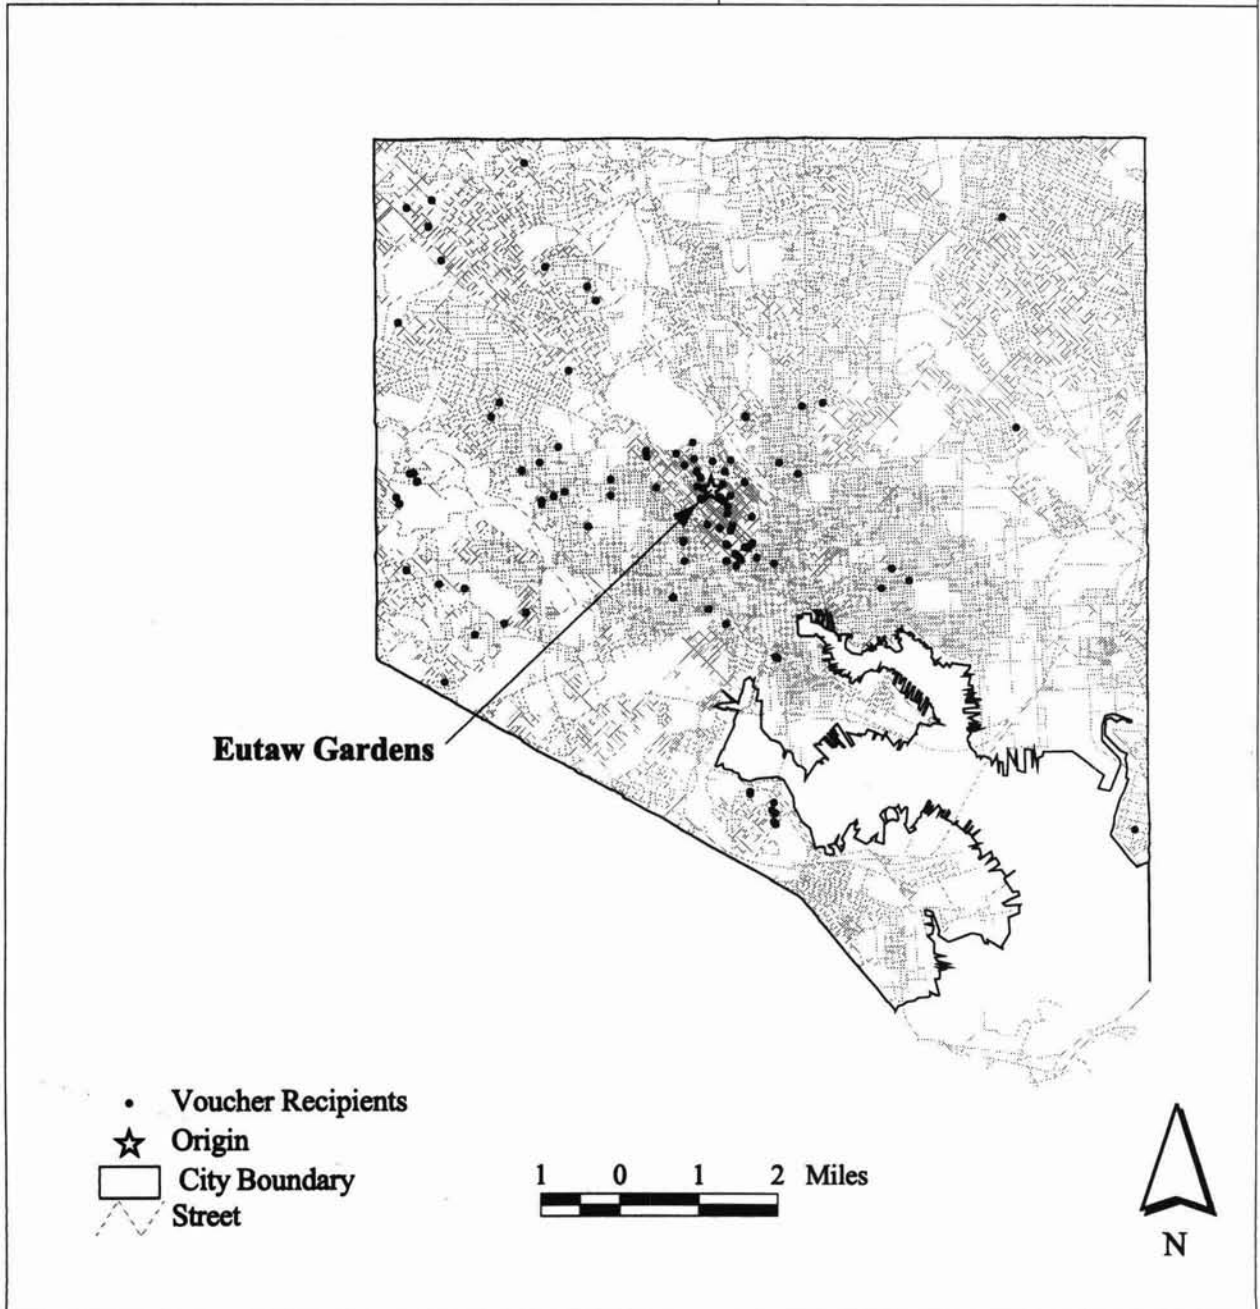 Eutaw Gardens
Voucher Recipients
Origin
City Boundary
Street
1 0 1 2 Miles
N